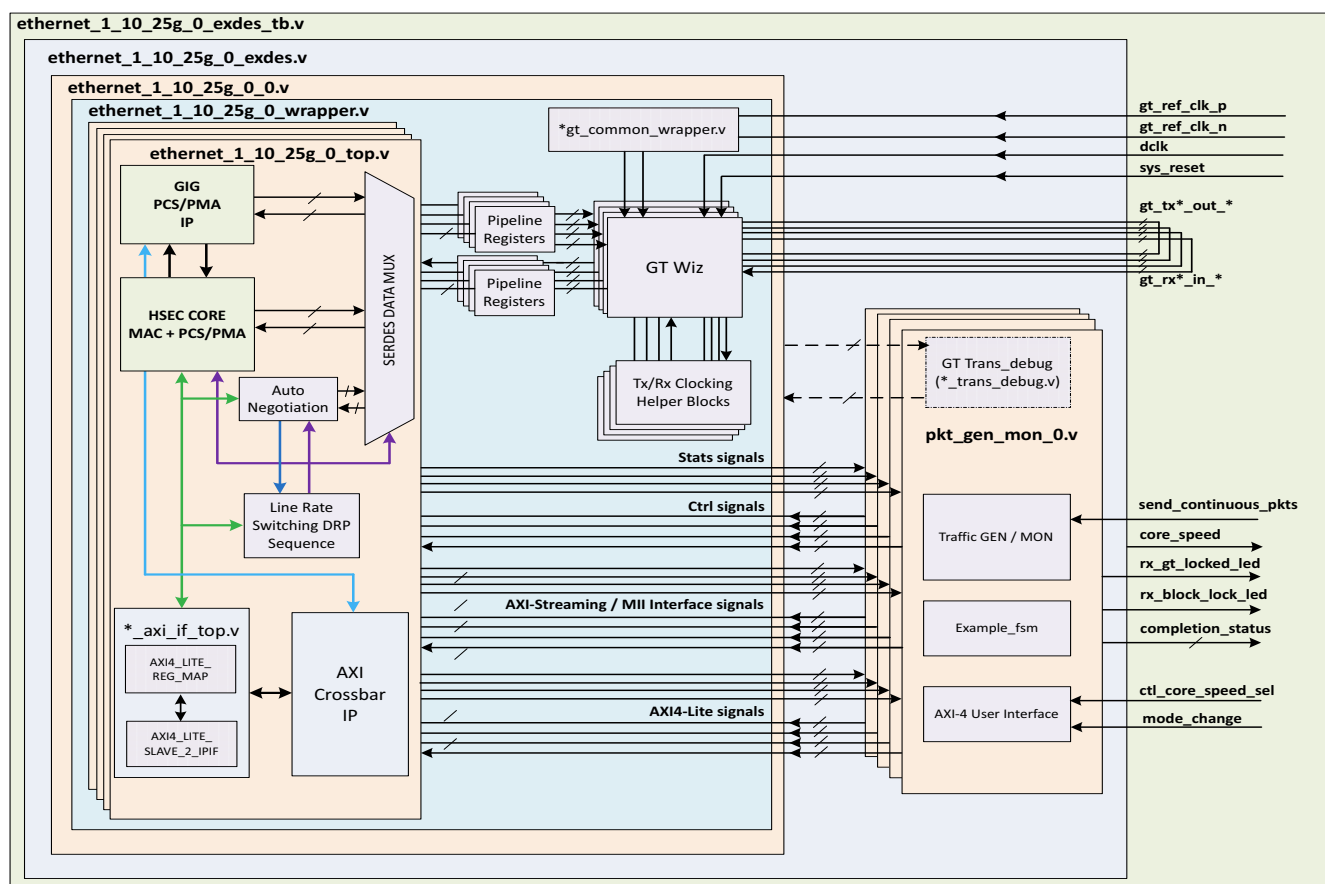 ethernet_1_10_25g_0_exdes_tb.v
ethernet_1_10_25g_0_exdes.v
ethernet_1_10_25g_0_0.v
ethernet_1_10_25g_0_wrapper.v
ethernet_1_10_25g_0_top.v
GIG
PCS/PMA
IP
HSEC CORE
MAC + PCS/PMA
SERDES DATA MUX
Auto
Negotiation
Line Rate
Switching DRP
Sequence
*_axi_if_top.v
AXI4_LITE_
REG_MAP
AXI4_LITE_
SLAVE_2_IPIF
AXI
Crossbar
IP
Pipeline
Registers
Pipeline
Registers
*gt_common_wrapper.v
GT Wiz
Tx/Rx Clocking
Helper Blocks
Stats signals
Ctrl signals
AXI-Streaming / MII Interface signals
AXI4-Lite signals
GT Trans_debug
(*_trans_debug.v)
pkt_gen_mon_0.v
Traffic GEN / MON
Example_fsm
AXI-4 User Interface
gt_ref_clk_p
gt_ref_clk_n
dclk
sys_reset
gt_tx*_out_*
gt_rx*_in_*
send_continuous_pkts
core_speed
rx_gt_locked_led
rx_block_lock_led
completion_status
ctl_core_speed_sel
mode_change